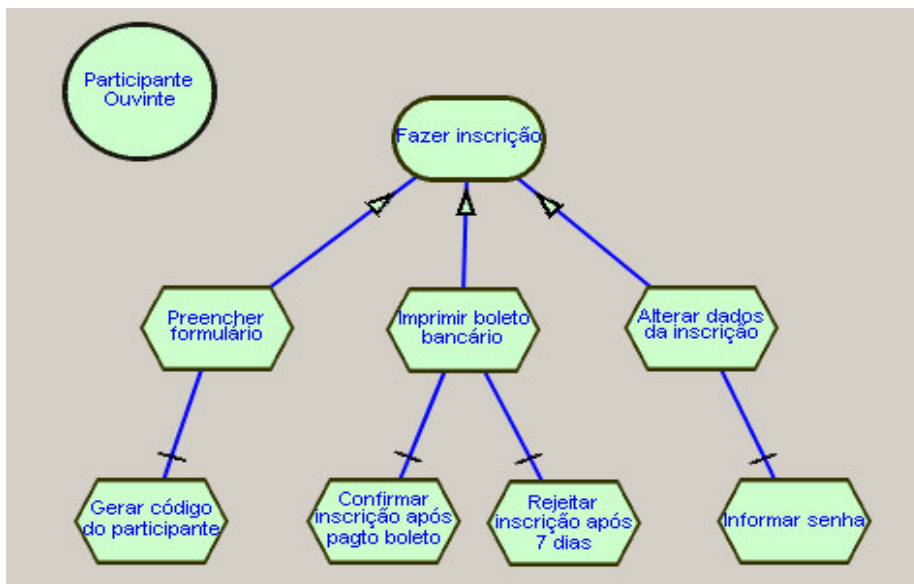 Participante
Ouvinte
Fazer inscrição
Preencher
formulário
Imprimir boleto
bancário
Alterar dados
da inscrição
Gerar código
do participante
Confirmar
inscrição após
pagto boleto
Rejeitar
inscrição após
7 dias
Informar senha